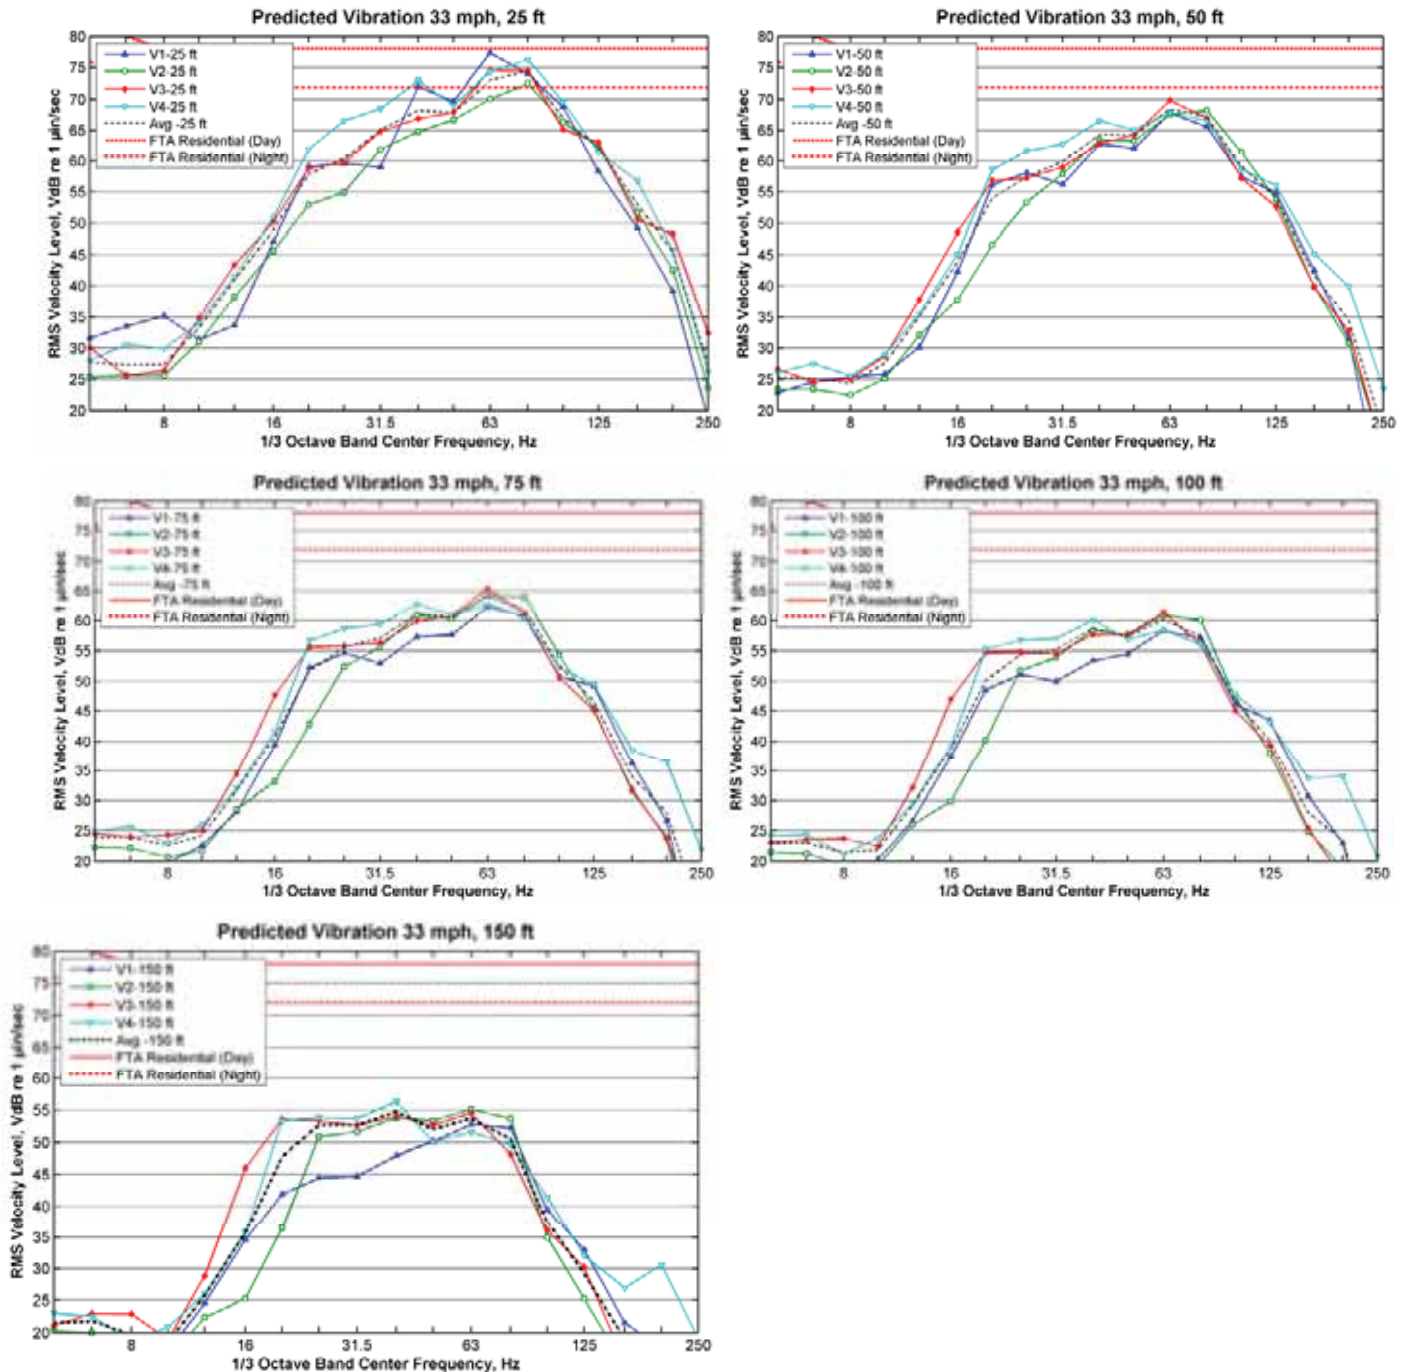 Predicted Vibration 33 mph, 25 ft
RMS Velocity Level, VdB re 1 µin/sec
80
75
70
65
60
55
50
45
40
35
30
25
20
V1-25 ft
V2-25 ft
V3-25 ft
V4-25 ft
Avg -25 ft
FTA Residential (Day)
FTA Residential (Night)
8 16 31.5 63 125 250
1/3 Octave Band Center Frequency, Hz
Predicted Vibration 33 mph, 50 ft
RMS Velocity Level, VdB re 1 µin/sec
80
75
70
65
60
55
50
45
40
35
30
25
20
V1-50 ft
V2-50 ft
V3-50 ft
V4-50 ft
Avg -50 ft
FTA Residential (Day)
FTA Residential (Night)
8 16 31.5 63 125 250
1/3 Octave Band Center Frequency, Hz
Predicted Vibration 33 mph, 75 ft
RMS Velocity Level, VdB re 1 µin/sec
80
75
70
65
60
55
50
45
40
35
30
25
20
V1-75 ft
V2-75 ft
V3-75 ft
V4-75 ft
Avg -75 ft
FTA Residential (Day)
FTA Residential (Night)
8 16 31.5 63 125 250
1/3 Octave Band Center Frequency, Hz
Predicted Vibration 33 mph, 100 ft
RMS Velocity Level, VdB re 1 µin/sec
80
75
70
65
60
55
50
45
40
35
30
25
20
V1-100 ft
V2-100 ft
V3-100 ft
V4-100 ft
Avg -100 ft
FTA Residential (Day)
FTA Residential (Night)
8 16 31.5 63 125 250
1/3 Octave Band Center Frequency, Hz
Predicted Vibration 33 mph, 150 ft
RMS Velocity Level, VdB re 1 µin/sec
80
75
70
65
60
55
50
45
40
35
30
25
20
V1-150 ft
V2-150 ft
V3-150 ft
V4-150 ft
Avg -150 ft
FTA Residential (Day)
FTA Residential (Night)
8 16 31.5 63 125 250
1/3 Octave Band Center Frequency, Hz